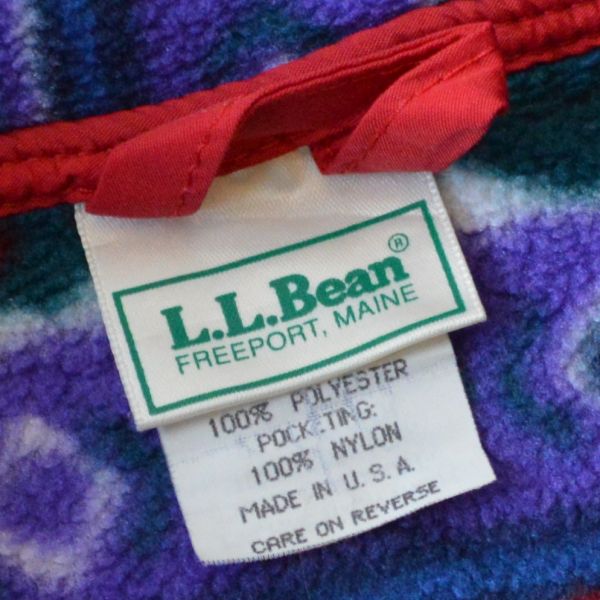 L.L.Bean®
FREEPORT, MAINE
100% POLYESTER
POCKETING:
100% NYLON
MADE IN U.S.A.
CARE ON REVERSE